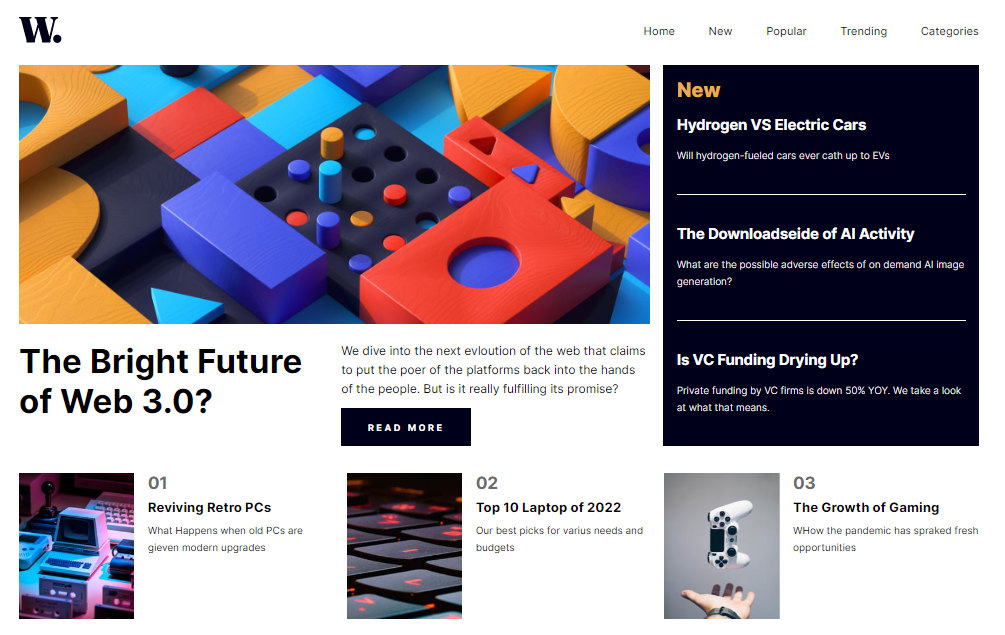 W.
Home New Popular Trending Categories
The Bright Future
of Web 3.0?
We dive into the next evloution of the web that claims
to put the poer of the platforms back into the hands
of the people. But is it really fulfilling its promise?
READ MORE
New
Hydrogen VS Electric Cars
Will hydrogen-fueled cars ever cath up to EVs
The Downloadseide of AI Activity
What are the possible adverse effects of on demand AI image
generation?
Is VC Funding Drying Up?
Private funding by VC firms is down 50% YOY. We take a look
at what that means.
01
Reviving Retro PCs
What Happens when old PCs are
gieven modern upgrades
02
Top 10 Laptop of 2022
Our best picks for varius needs and
budgets
03
The Growth of Gaming
WHow the pandemic has spraked fresh
opportunities